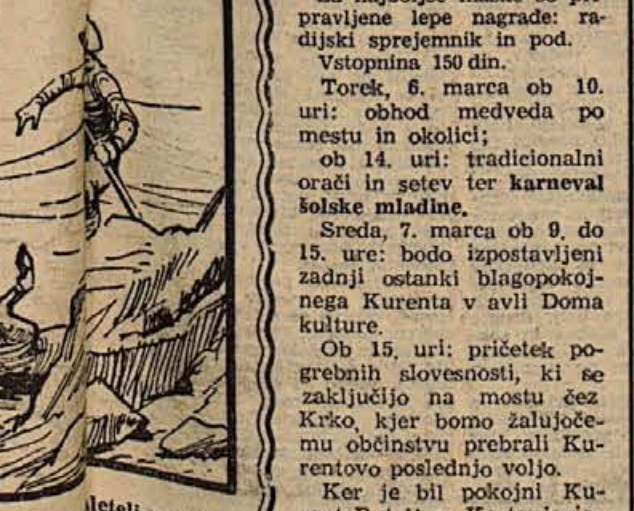 pravljene lepe nagrade: ra-
dijski sprejemnik in pod.
Vstopnina 150 din.
Torek, 6. marca ob 10.
uri: obhod medveda po
mestu in okolici;
ob 14. uri: tradicionalni
orači in setev ter karneval
šolske mladine.
Sreda, 7. marca ob 9. do
15. ure: bodo izpostavljeni
zadnji ostanki blagopokoj-
nega Kurenta v avli Doma
kulture.
Ob 15. uri: pričetek po-
grebnih slovesnosti, ki se
zaključijo na mostu čez
Krko, kjer bomo žalujoče-
mu občinstvu prebrali Ku-
rentovo poslednjo voljo.
Ker je bil pokojni Ku-